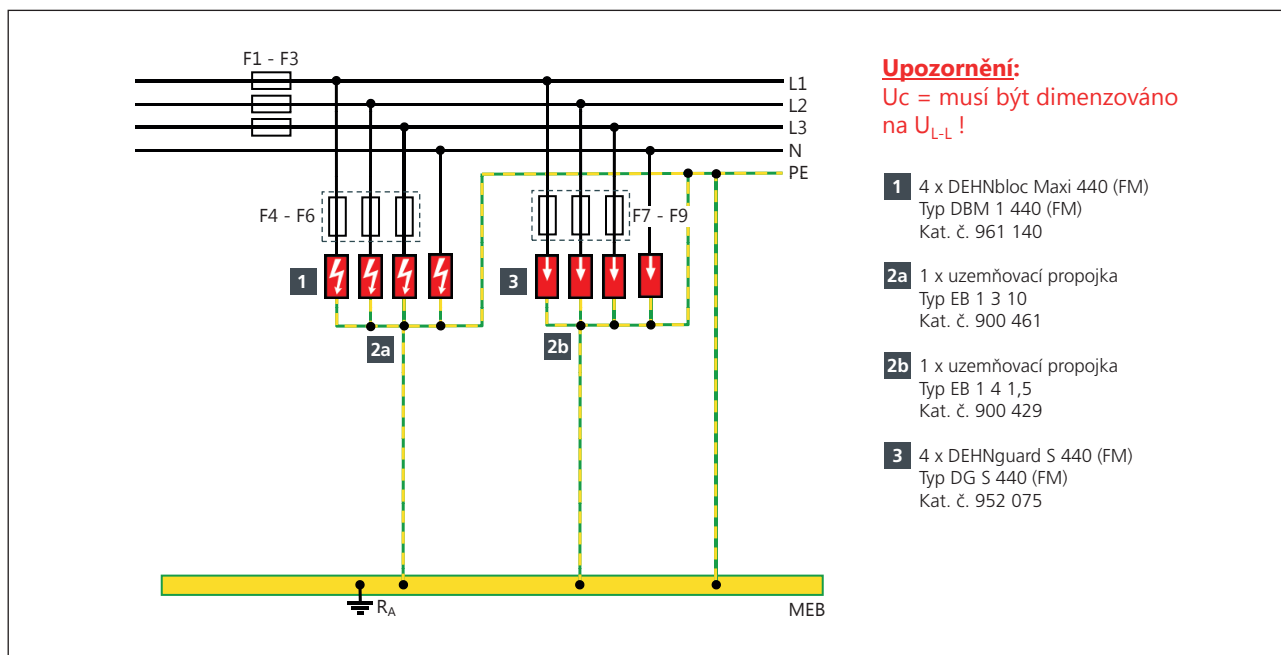 F1 - F3
L1
L2
L3
N
PE
F4 - F6
F7 - F9
1
3
2a
2b
RA
MEB
Upozornění:
Uc = musí být dimenzováno
na UL-L !
1 4 x DEHNbloc Maxi 440 (FM)
Typ DBM 1 440 (FM)
Kat. č. 961 140
2a 1 x uzemňovací propojka
Typ EB 1 3 10
Kat. č. 900 461
2b 1 x uzemňovací propojka
Typ EB 1 4 1,5
Kat. č. 900 429
3 4 x DEHNguard S 440 (FM)
Typ DG S 440 (FM)
Kat. č. 952 075